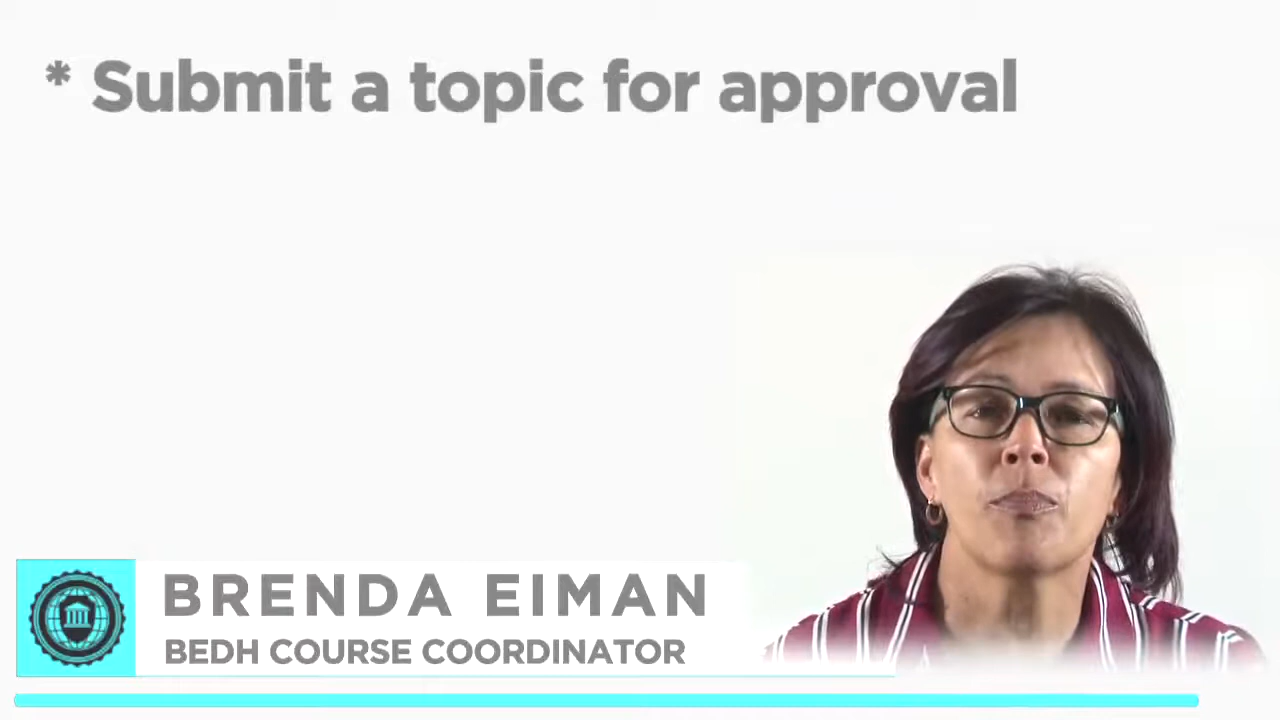 * Submit a topic for approval
BRENDA EIMAN
BEDH COURSE COORDINATOR